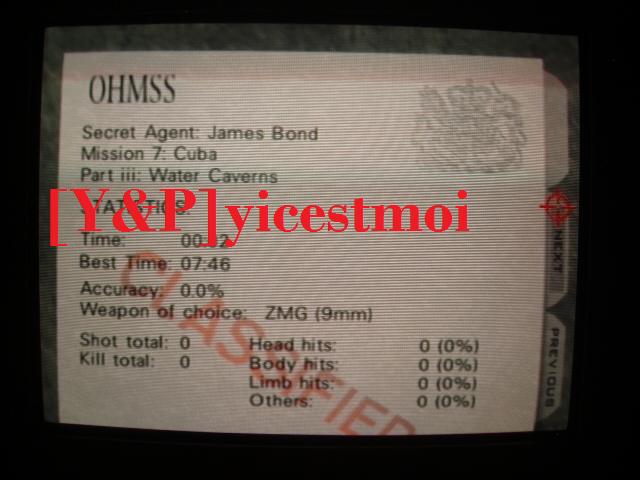 OHMSS
Secret Agent: James Bond
Mission 7: Cuba
Part iii: Water Caverns
[Y&P]yicestmoi
STATISTICS:
Time:
Best Time: 07:46
Accuracy: 0.0%
Weapon of choice: ZMG (9mm)
Shot total: 0
Kill total: 0
Head hits: 0 (0%)
Body hits: 0 (0%)
Limb hits: 0 (0%)
Others: 0 (0%)
CLASSIFIED
NEXT
PREVIOUS